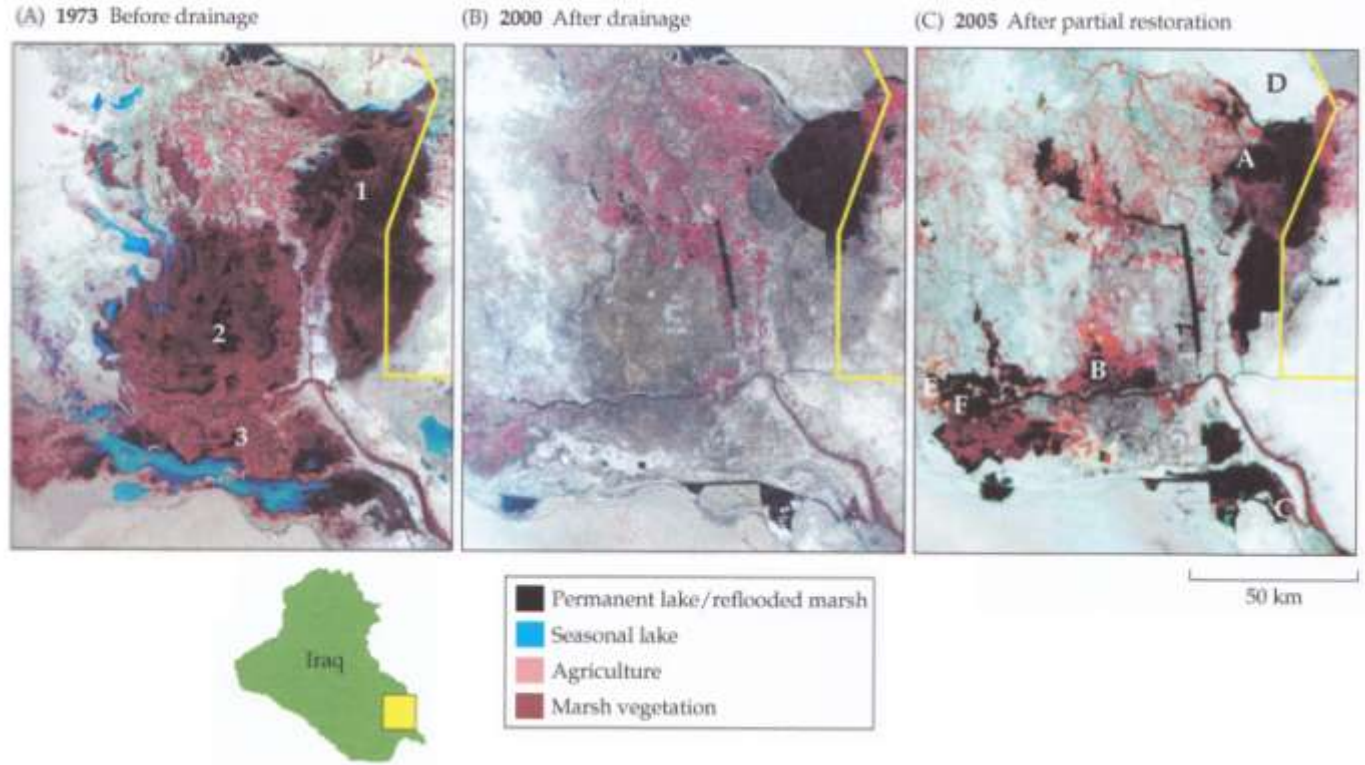 (A) 1973 Before drainage
(B) 2000 After drainage
(C) 2005 After partial restoration
1
2
3
D
A
B
E
F
C
50 km
Iraq
Permanent lake/reflooded marsh
Seasonal lake
Agriculture
Marsh vegetation